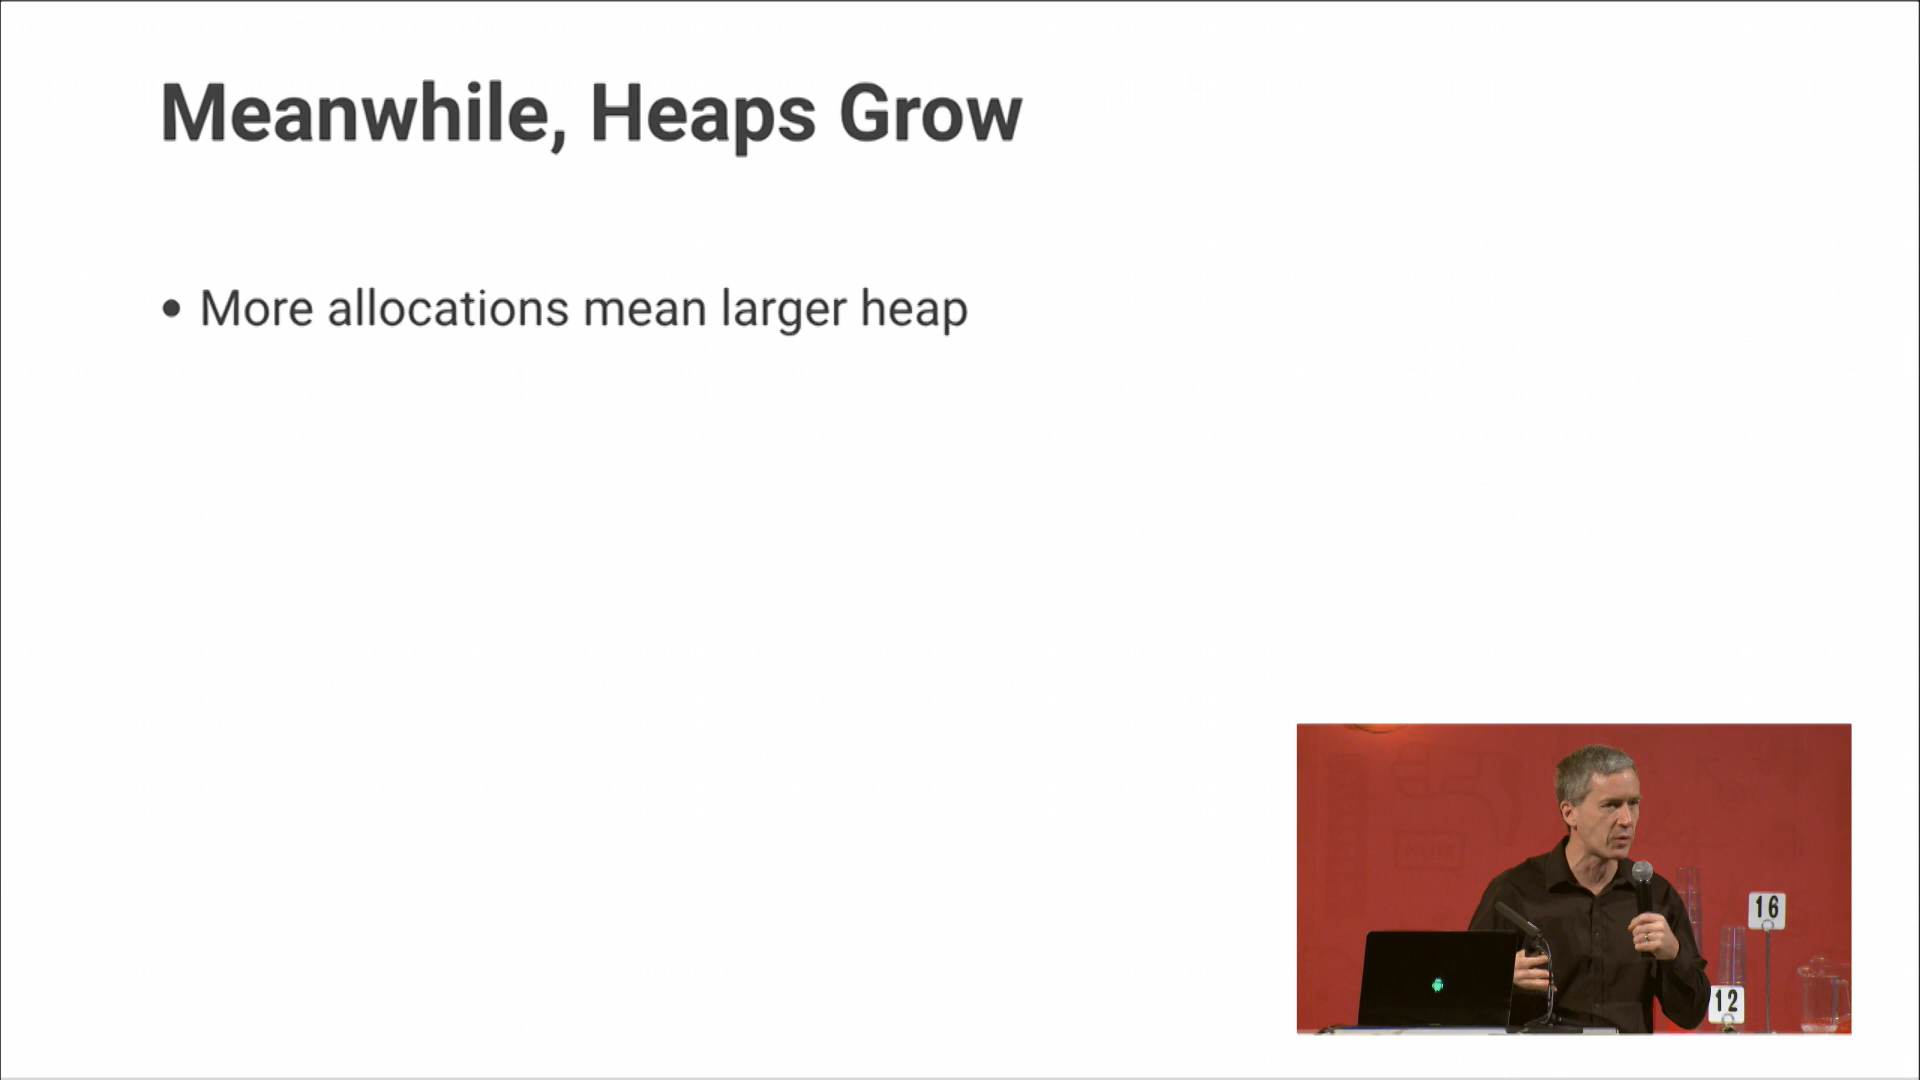 Meanwhile, Heaps Grow
• More allocations mean larger heap
16
12